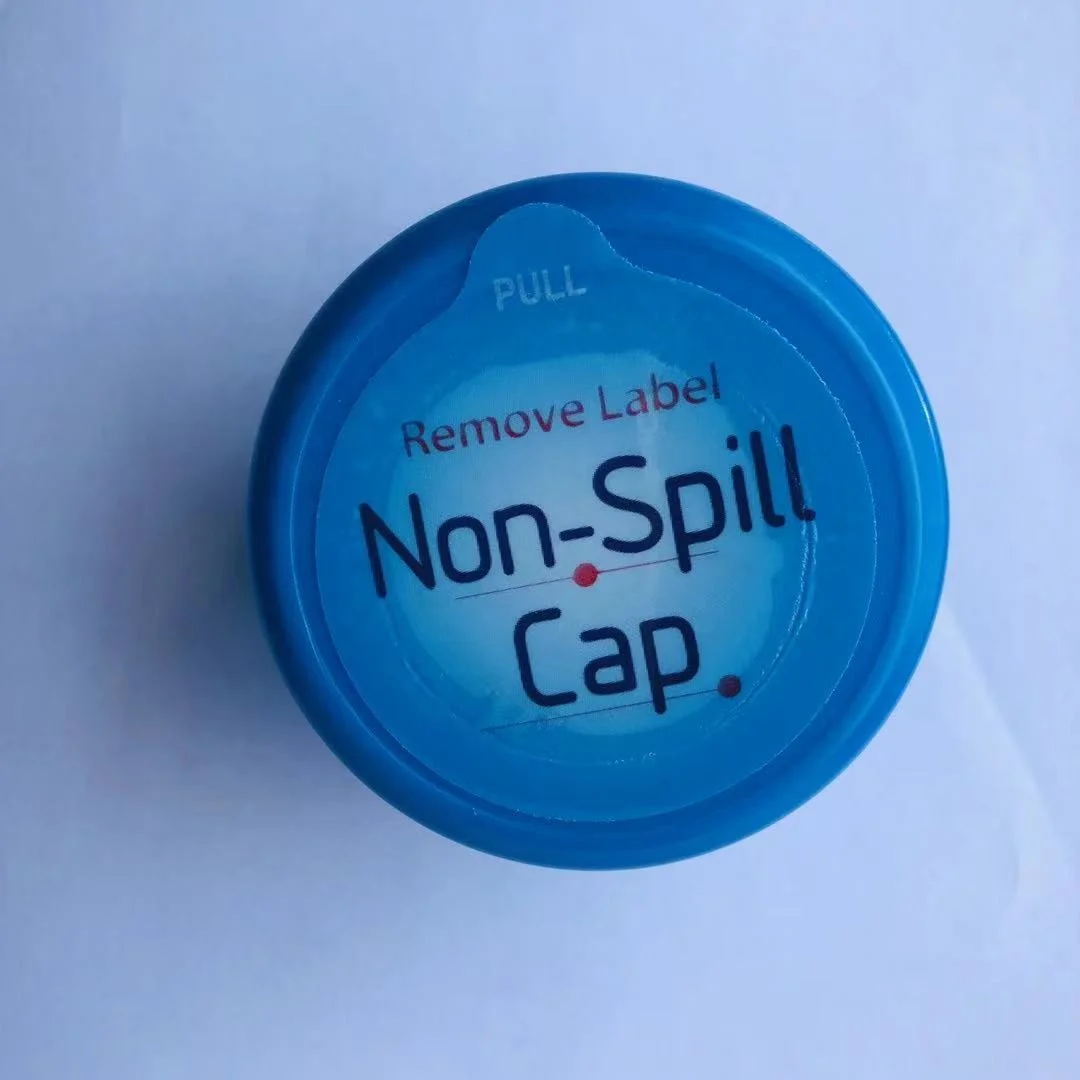 PULL
Remove Label
Non-Spill
Cap